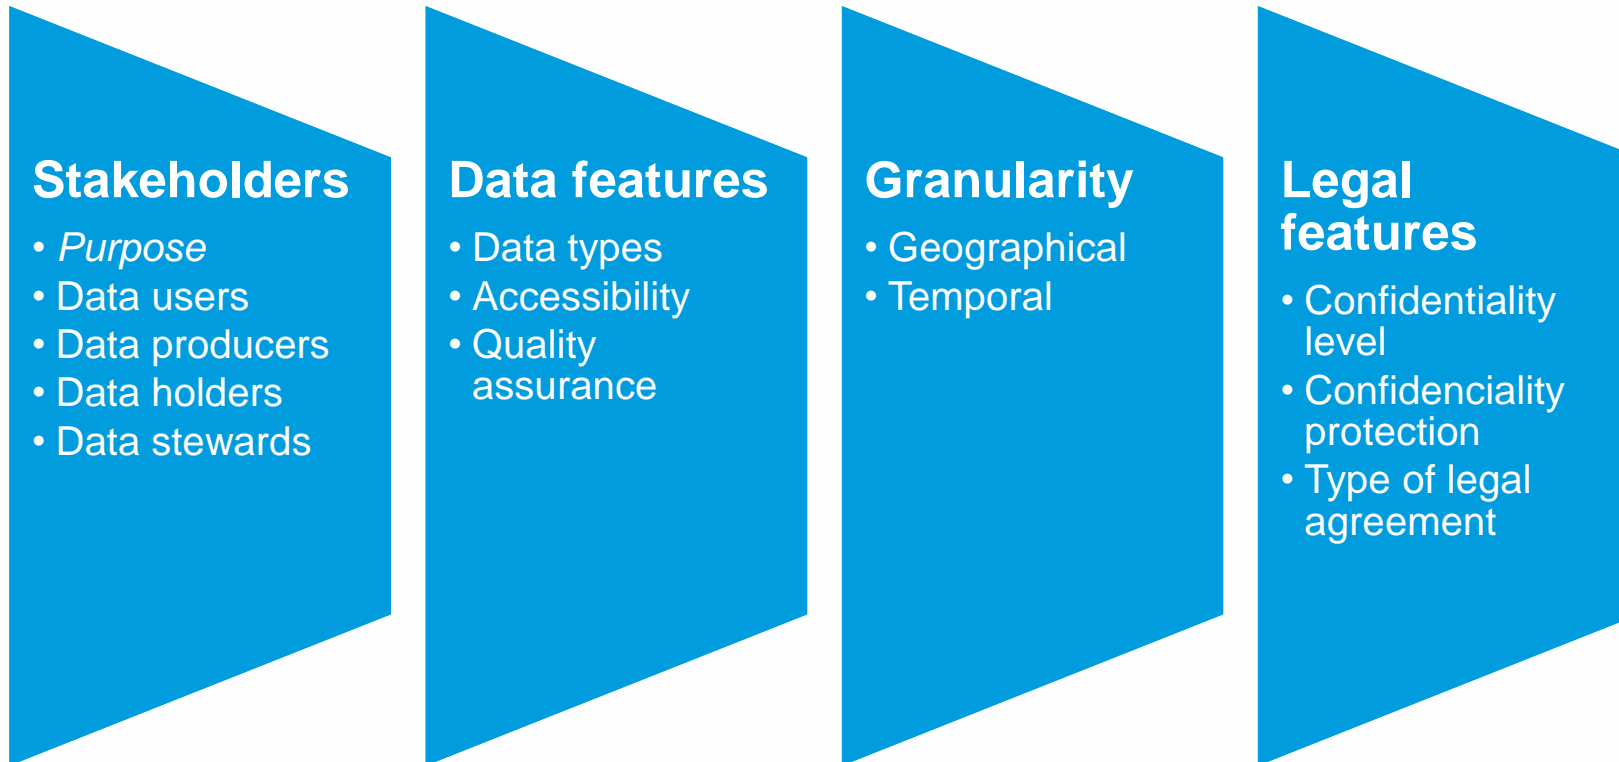 Stakeholders
• Purpose
• Data users
• Data producers
• Data holders
• Data stewards
Data features
• Data types
• Accessibility
• Quality
assurance
Granularity
• Geographical
• Temporal
Legal
features
• Confidentiality
level
• Confidenciality
protection
• Type of legal
agreement